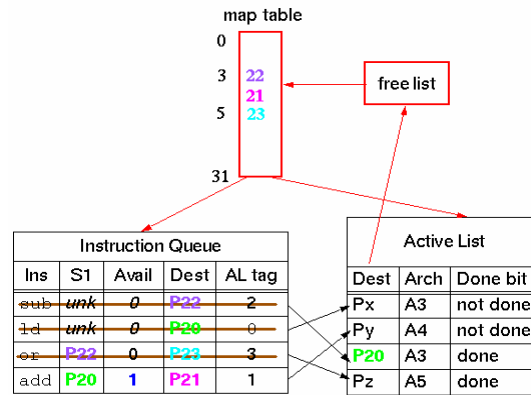 map table
0
3 22
21
5 23
free list
31
Instruction Queue
Ins S1 Avail Dest AL tag
sub unk 0 P22 2
ld unk 0 P20 0
or P22 0 P23 3
add P20 1 P21 1
Active List
Dest Arch Done bit
Px A3 not done
Py A4 not done
P20 A3 done
Pz A5 done